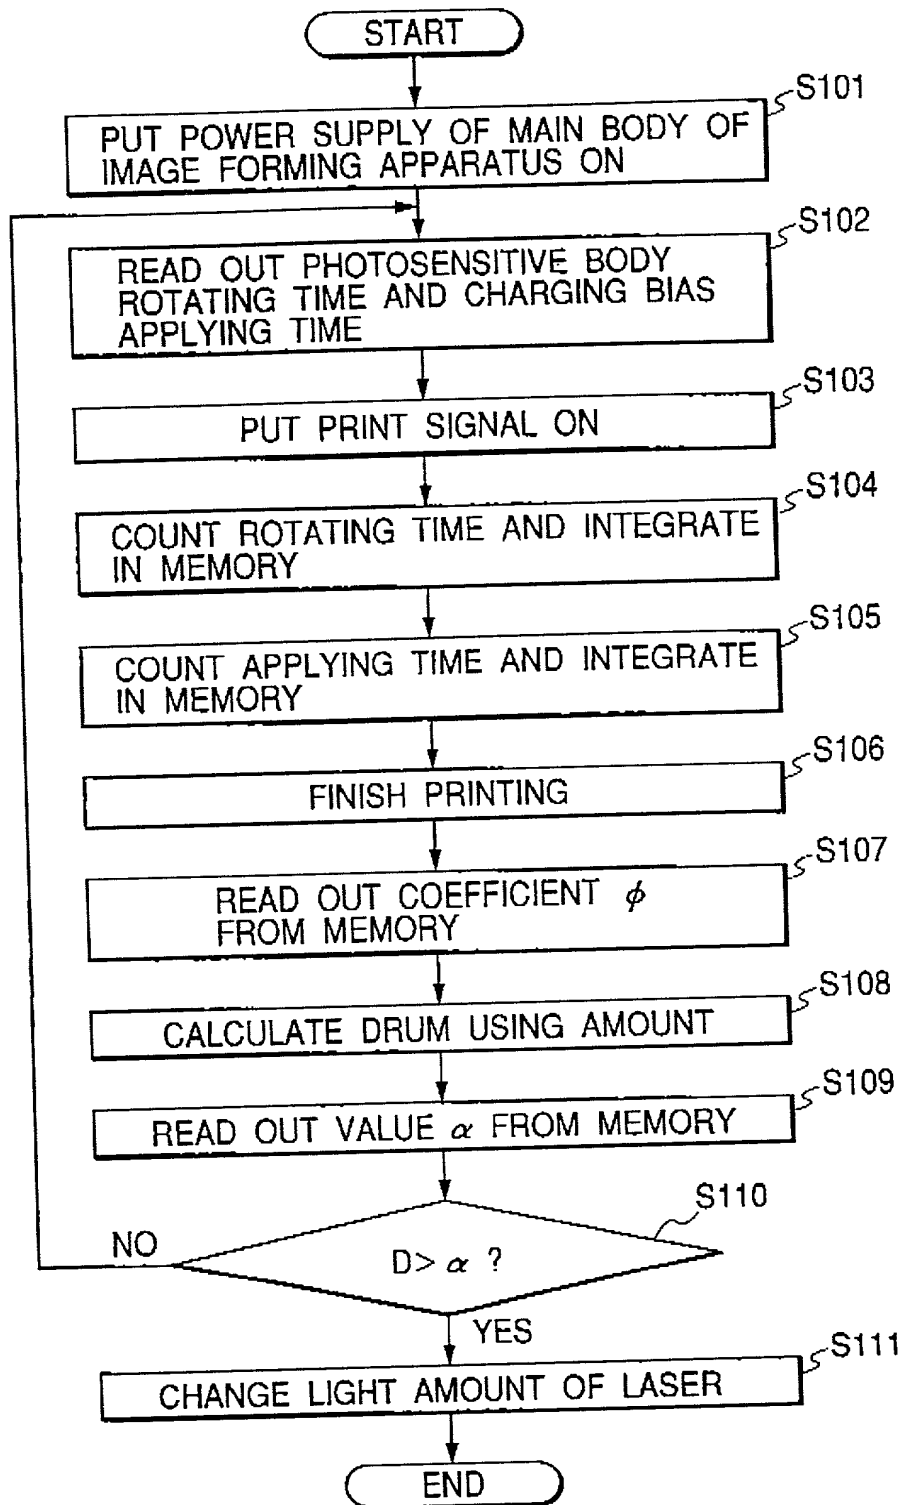 START
S101
PUT POWER SUPPLY OF MAIN BODY OF
IMAGE FORMING APPARATUS ON
S102
READ OUT PHOTOSENSITIVE BODY
ROTATING TIME AND CHARGING BIAS
APPLYING TIME
S103
PUT PRINT SIGNAL ON
S104
COUNT ROTATING TIME AND INTEGRATE
IN MEMORY
S105
COUNT APPLYING TIME AND INTEGRATE
IN MEMORY
S106
FINISH PRINTING
S107
READ OUT COEFFICIENT ϕ
FROM MEMORY
S108
CALCULATE DRUM USING AMOUNT
S109
READ OUT VALUE α FROM MEMORY
S110
NO
D> α ?
YES
S111
CHANGE LIGHT AMOUNT OF LASER
END